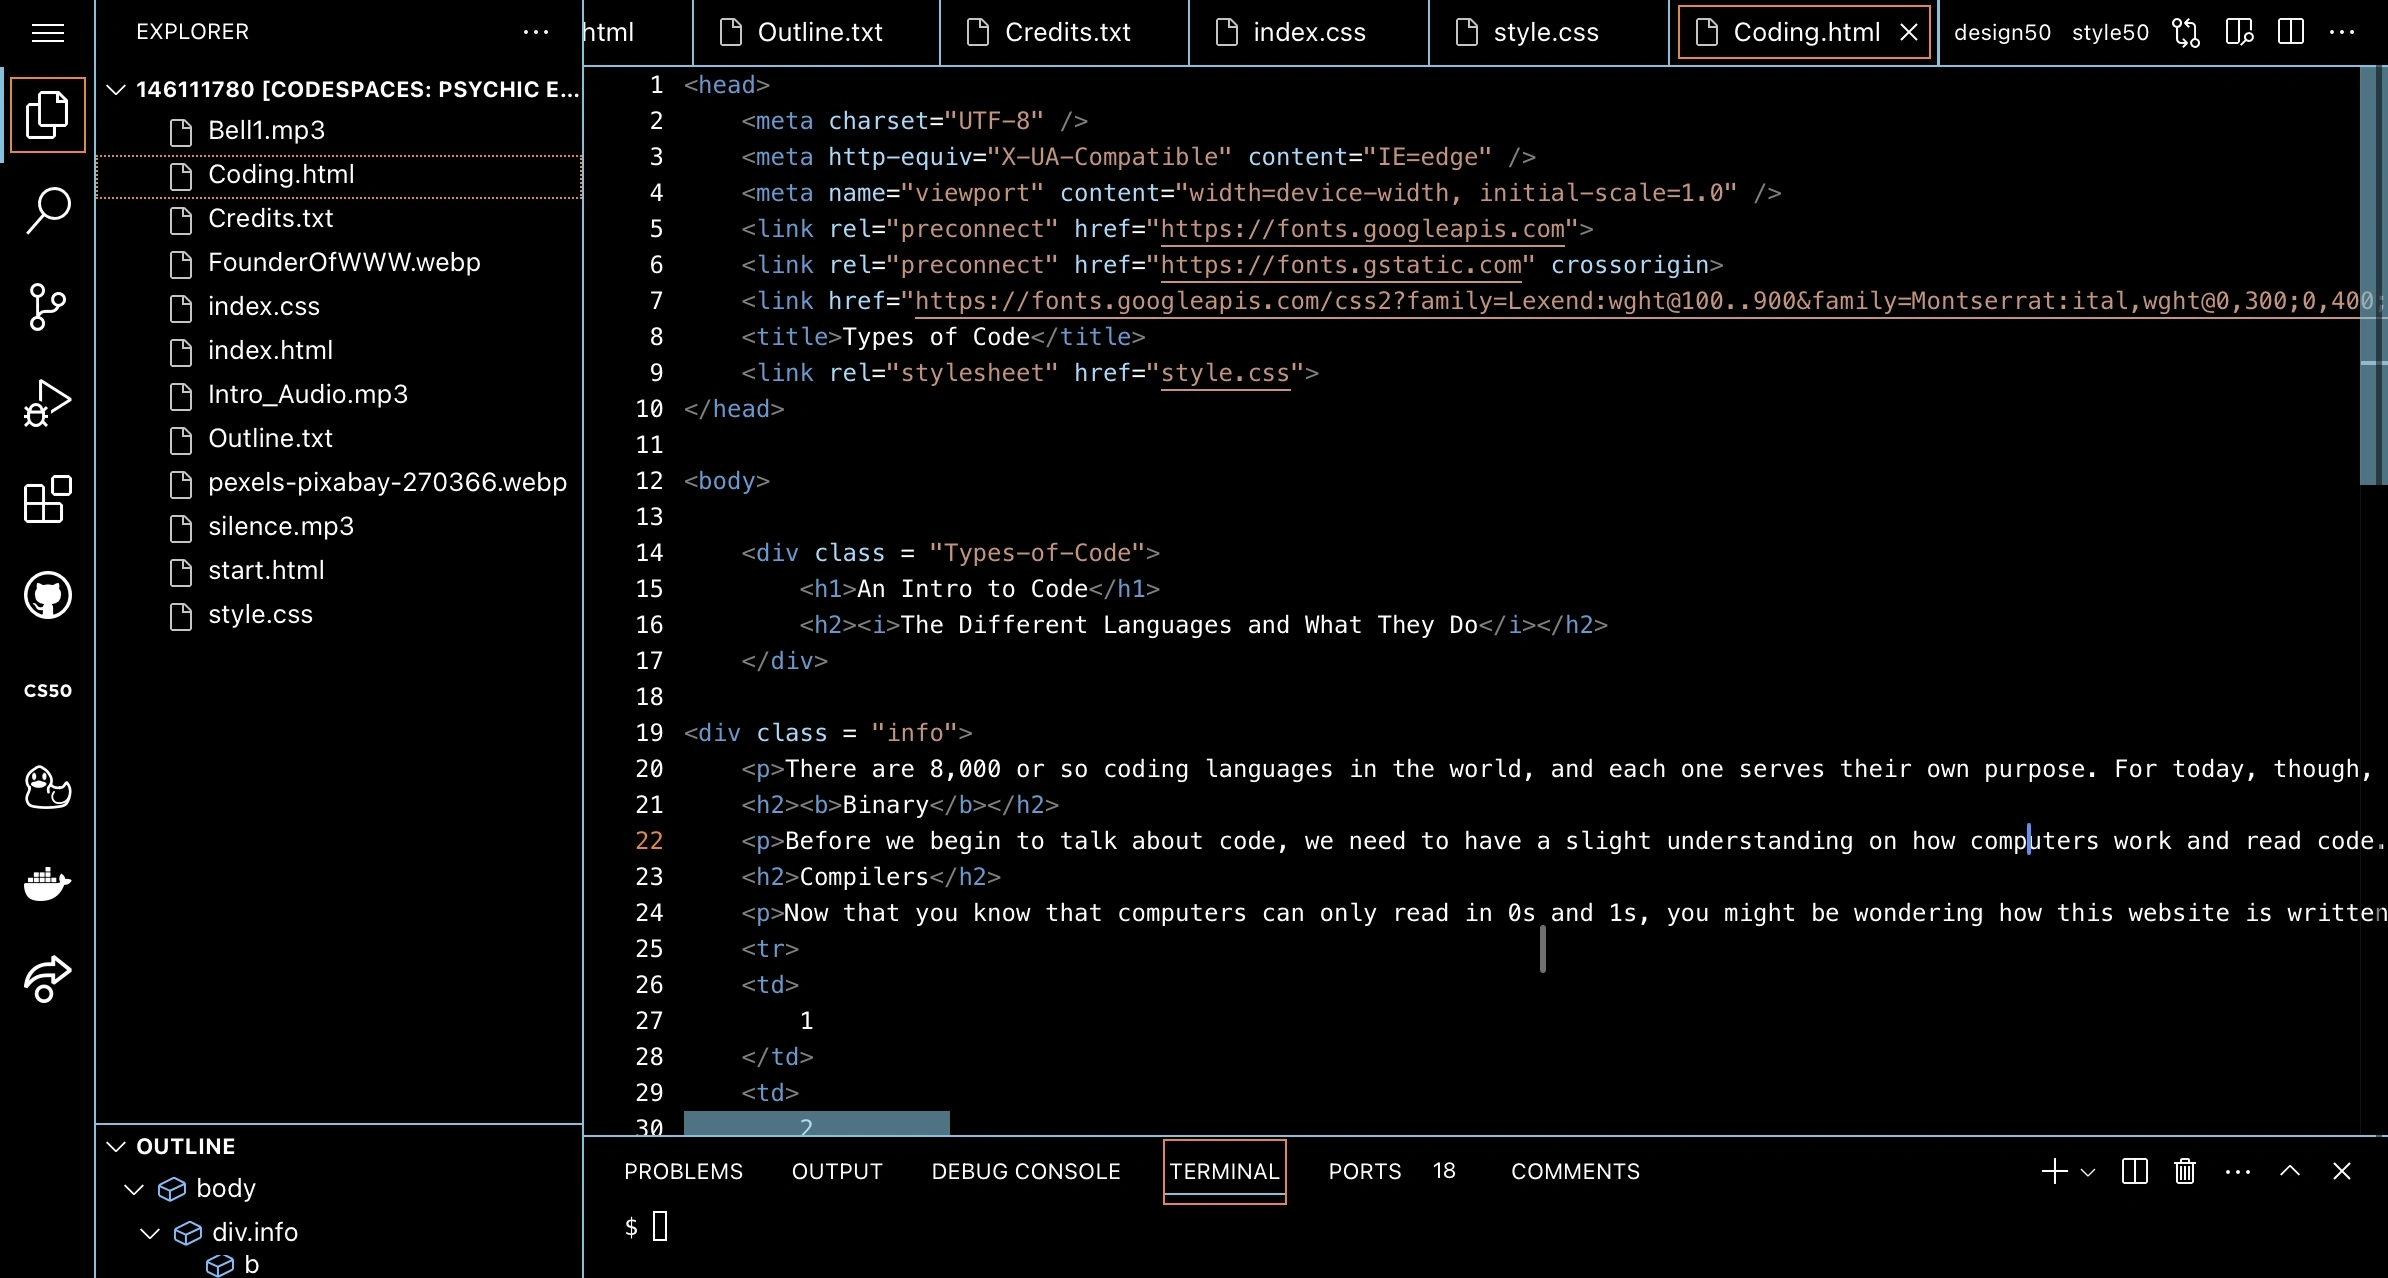 EXPLORER
146111780 [CODESPACES: PSYCHIC E...
Bell1.mp3
Coding.html
Credits.txt
FounderOfWWW.webp
index.css
index.html
Intro_Audio.mp3
Outline.txt
pexels-pixabay-270366.webp
silence.mp3
start.html
style.css
CS50
OUTLINE
body
div.info
b
html
Outline.txt
Credits.txt
index.css
style.css
Coding.html
design50
style50
1 <head>
2 <meta charset="UTF-8" />
3 <meta http-equiv="X-UA-Compatible" content="IE=edge" />
4 <meta name="viewport" content="width=device-width, initial-scale=1.0" />
5 <link rel="preconnect" href="https://fonts.googleapis.com">
6 <link rel="preconnect" href="https://fonts.gstatic.com" crossorigin>
7 <link href="https://fonts.googleapis.com/css2?family=Lexend:wght@100..900&family=Montserrat:ital,wght@0,300;0,400;
8 <title>Types of Code</title>
9 <link rel="stylesheet" href="style.css">
10 </head>
11
12 <body>
13
14 <div class = "Types-of-Code">
15 <h1>An Intro to Code</h1>
16 <h2><i>The Different Languages and What They Do</i></h2>
17 </div>
18
19 <div class = "info">
20 <p>There are 8,000 or so coding languages in the world, and each one serves their own purpose. For today, though,
21 <h2><b>Binary</b></h2>
22 <p>Before we begin to talk about code, we need to have a slight understanding on how computers work and read code.
23 <h2>Compilers</h2>
24 <p>Now that you know that computers can only read in 0s and 1s, you might be wondering how this website is written
25 <tr>
26 <td>
27 1
28 </td>
29 <td>
30 2
PROBLEMS OUTPUT DEBUG CONSOLE TERMINAL PORTS 18 COMMENTS
$